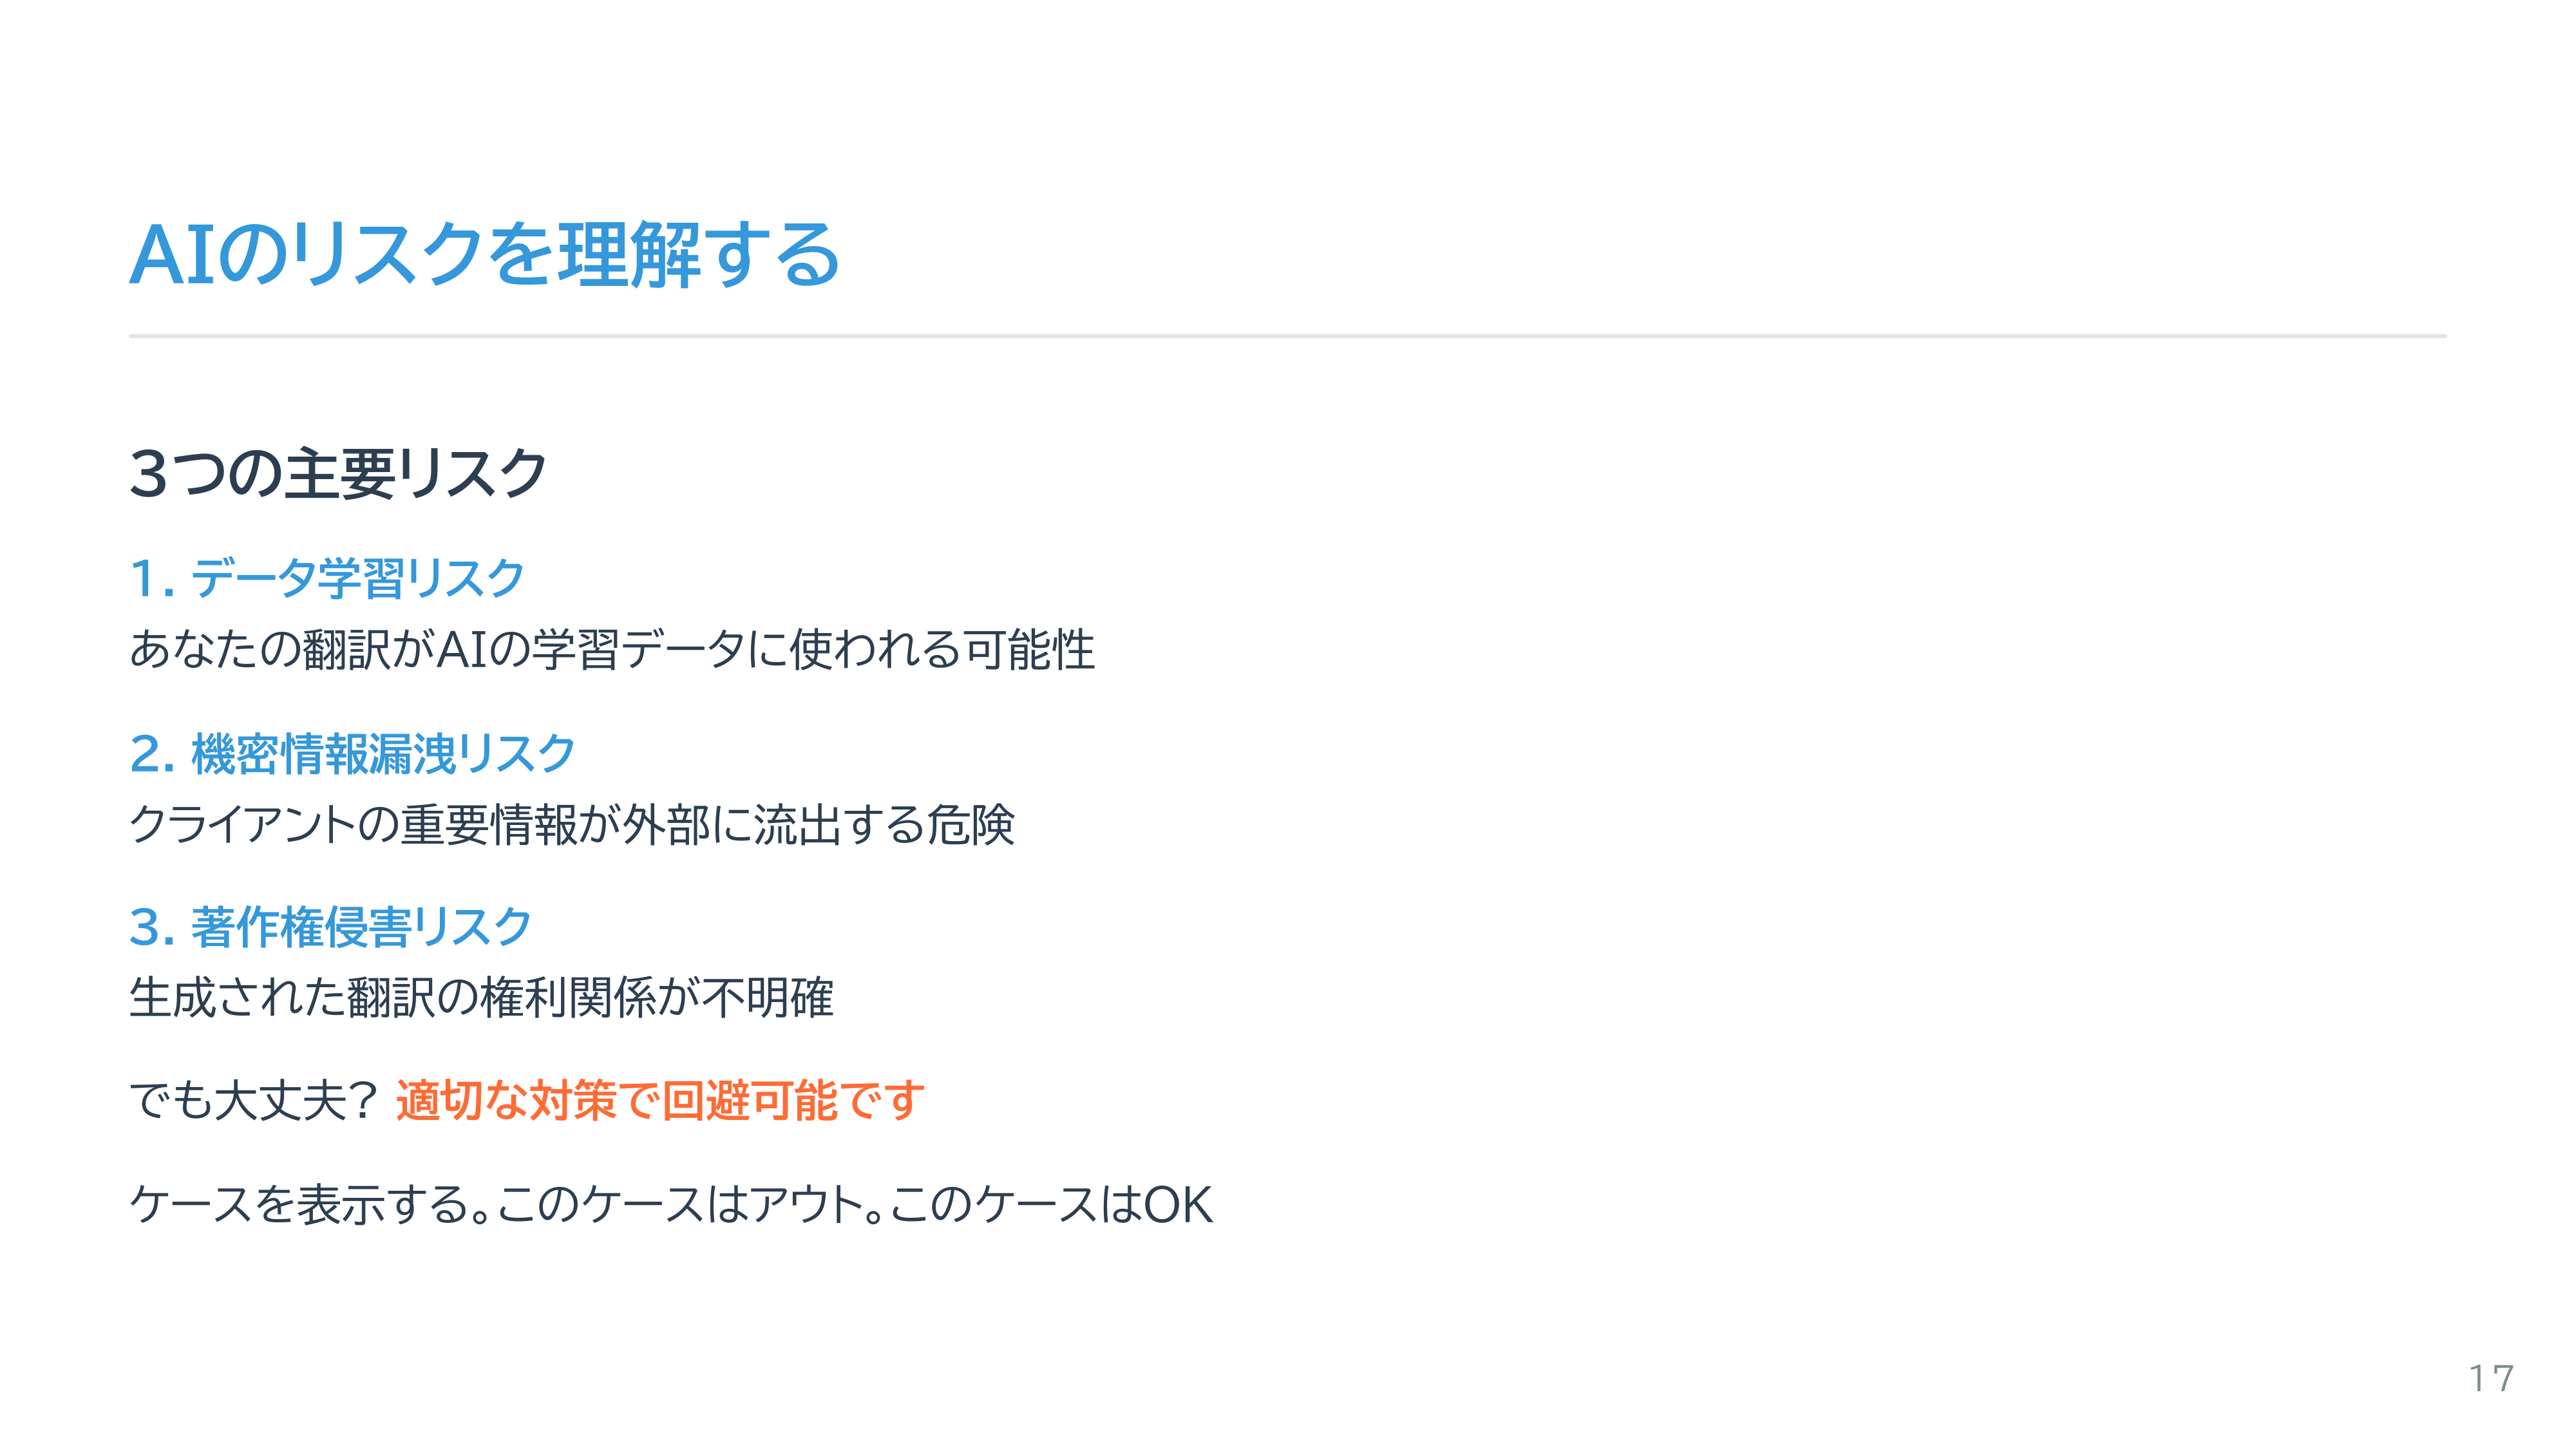 AIのリスクを理解する
3つの主要リスク
1. データ学習リスク
あなたの翻訳がAIの学習データに使われる可能性
2. 機密情報漏洩リスク
クライアントの重要情報が外部に流出する危険
3. 著作権侵害リスク
生成された翻訳の権利関係が不明確
でも大丈夫? 適切な対策で回避可能です
ケースを表示する。このケースはアウト。このケースはOK
17